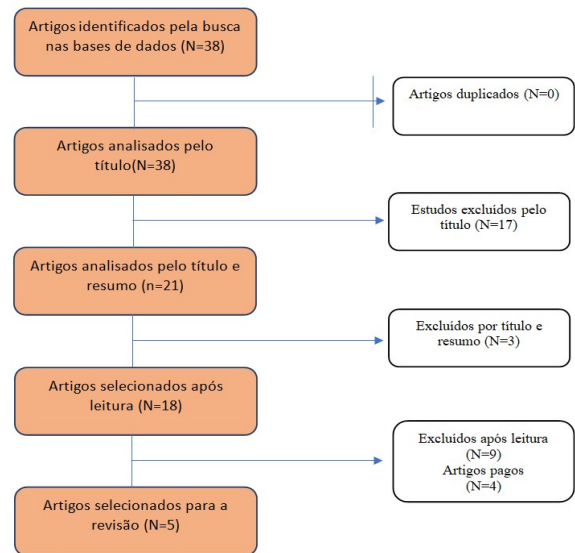 Artigos identificados pela busca
nas bases de dados (N=38)
Artigos duplicados (N=0)
Artigos analisados pelo
título(N=38)
Estudos excluídos pelo
título (N=17)
Artigos analisados pelo título e
resumo (n=21)
Excluídos por título e
resumo (N=3)
Artigos selecionados após
leitura (N=18)
Excluídos após leitura
(N=9)
Artigos pagos
(N=4)
Artigos selecionados para a
revisão (N=5)